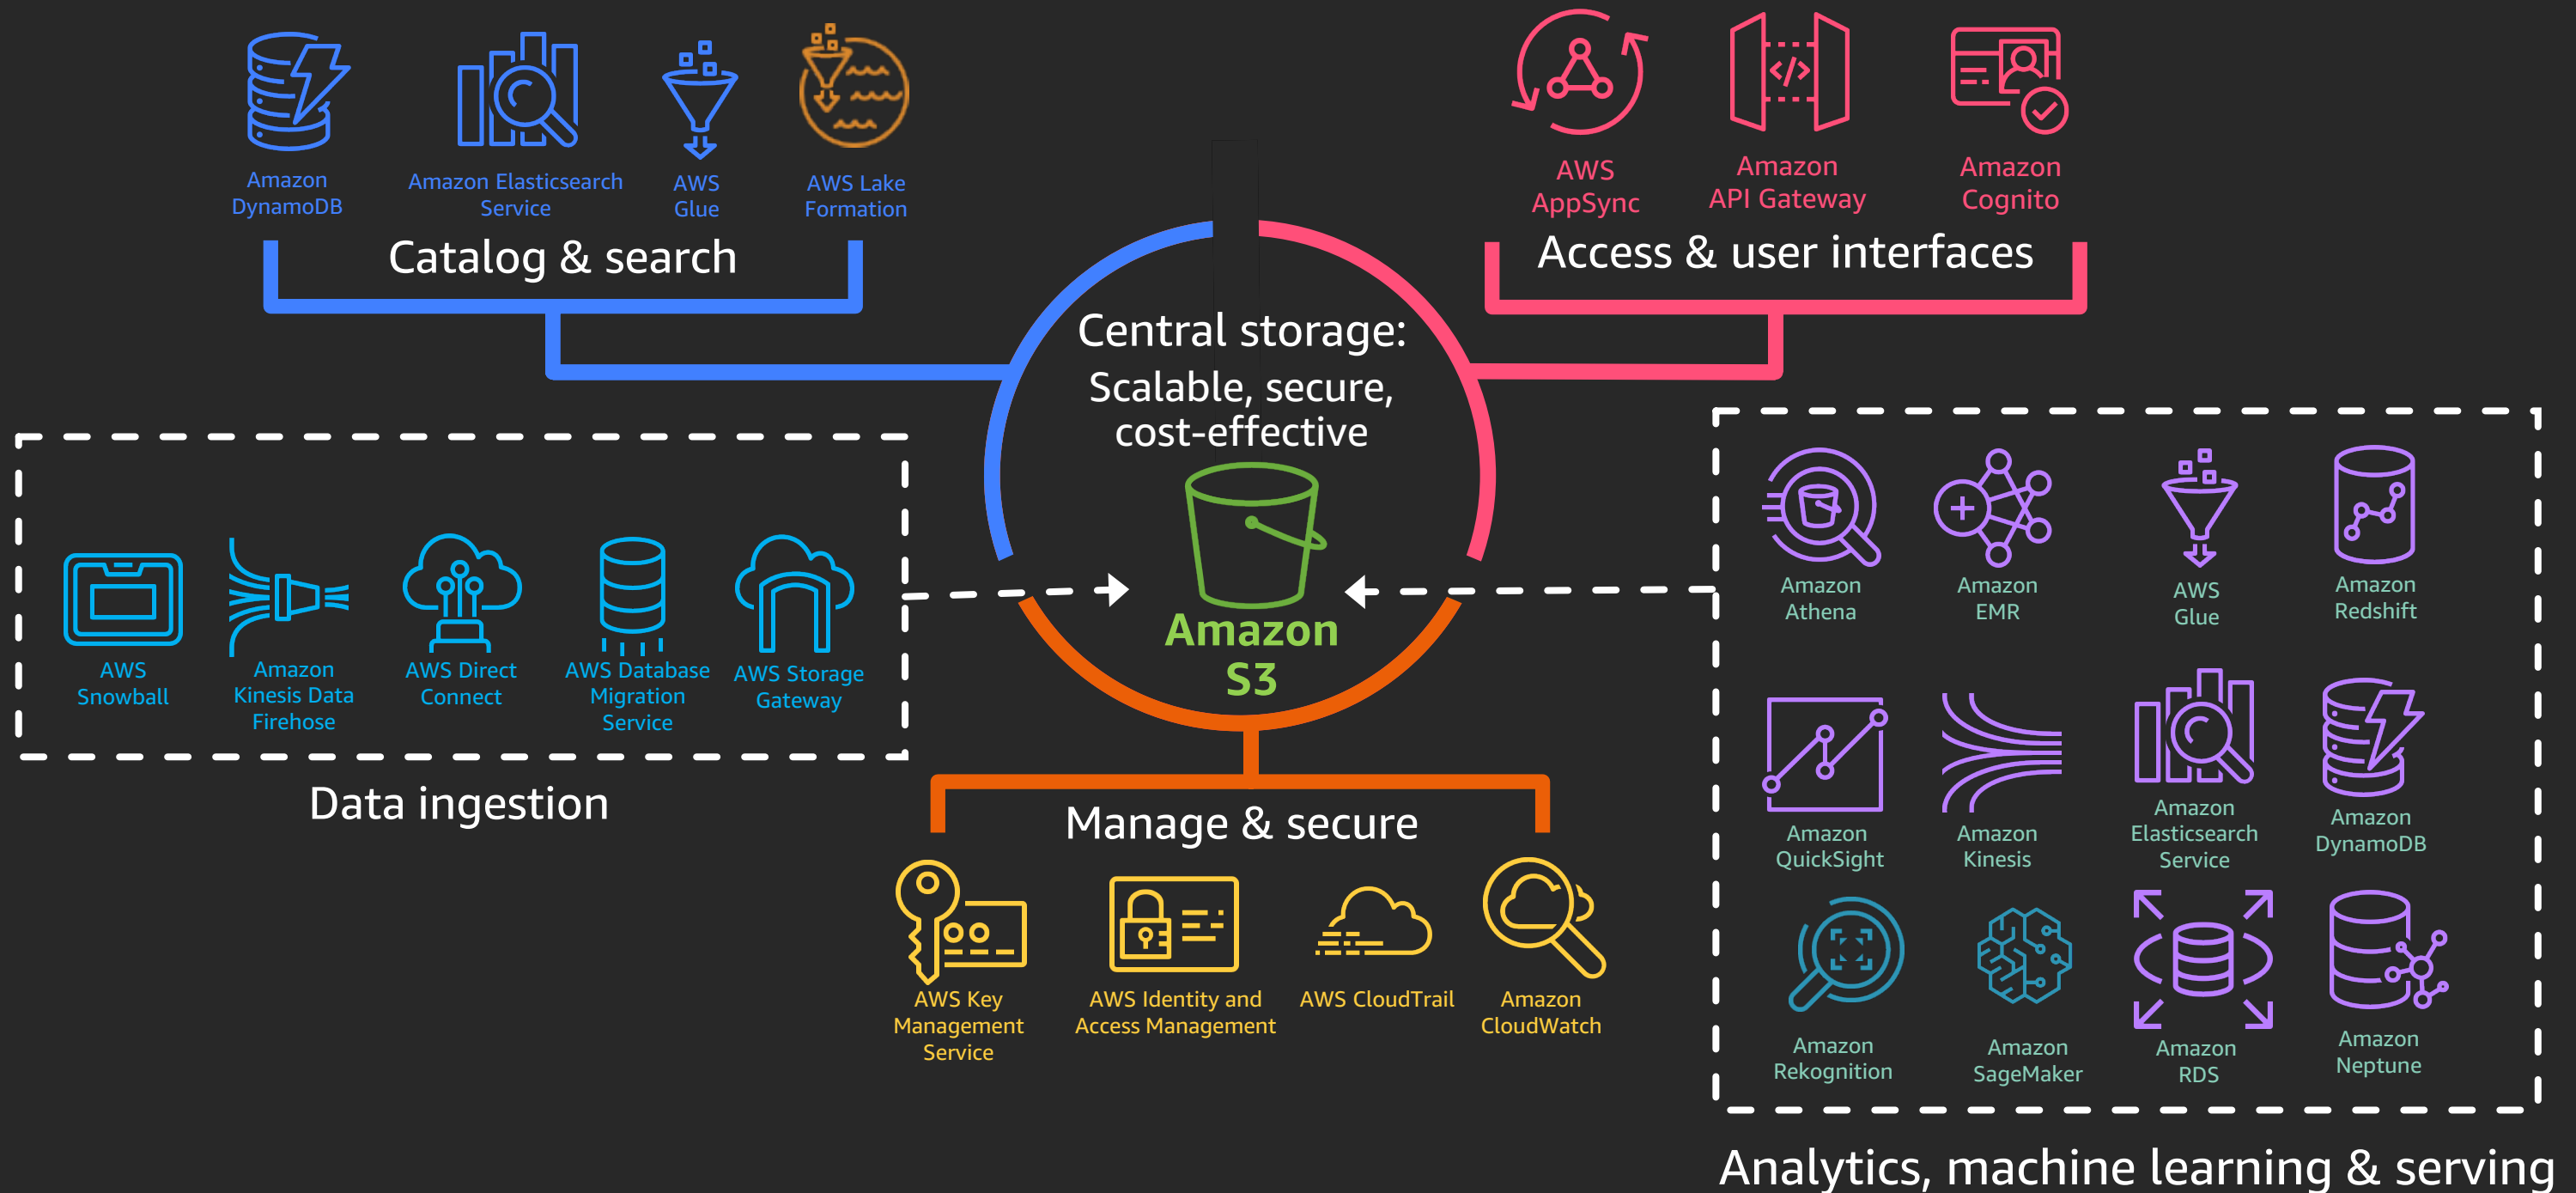 Amazon
DynamoDB
Amazon Elasticsearch
Service
AWS
Glue
AWS Lake
Formation
Catalog & search
AWS
AppSync
Amazon
API Gateway
Amazon
Cognito
Access & user interfaces
Central storage:
Scalable, secure,
cost-effective
Amazon
S3
AWS
Snowball
Amazon
Kinesis Data
Firehose
AWS Direct
Connect
AWS Database
Migration
Service
AWS Storage
Gateway
Data ingestion
Manage & secure
AWS Key
Management
Service
AWS Identity and
Access Management
AWS CloudTrail
Amazon
CloudWatch
Amazon
Athena
Amazon
EMR
AWS
Glue
Amazon
Redshift
Amazon
QuickSight
Amazon
Kinesis
Amazon
Elasticsearch
Service
Amazon
DynamoDB
Amazon
Rekognition
Amazon
SageMaker
Amazon
RDS
Amazon
Neptune
Analytics, machine learning & serving